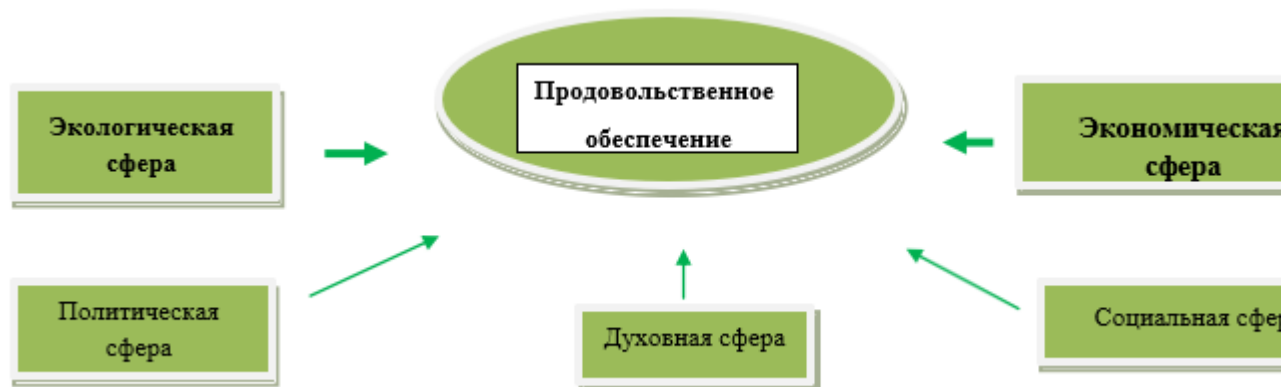 Продовольственное
обеспечение
Экологическая
сфера
Экономическая
сфера
Политическая
сфера
Духовная сфера
Социальная сфер